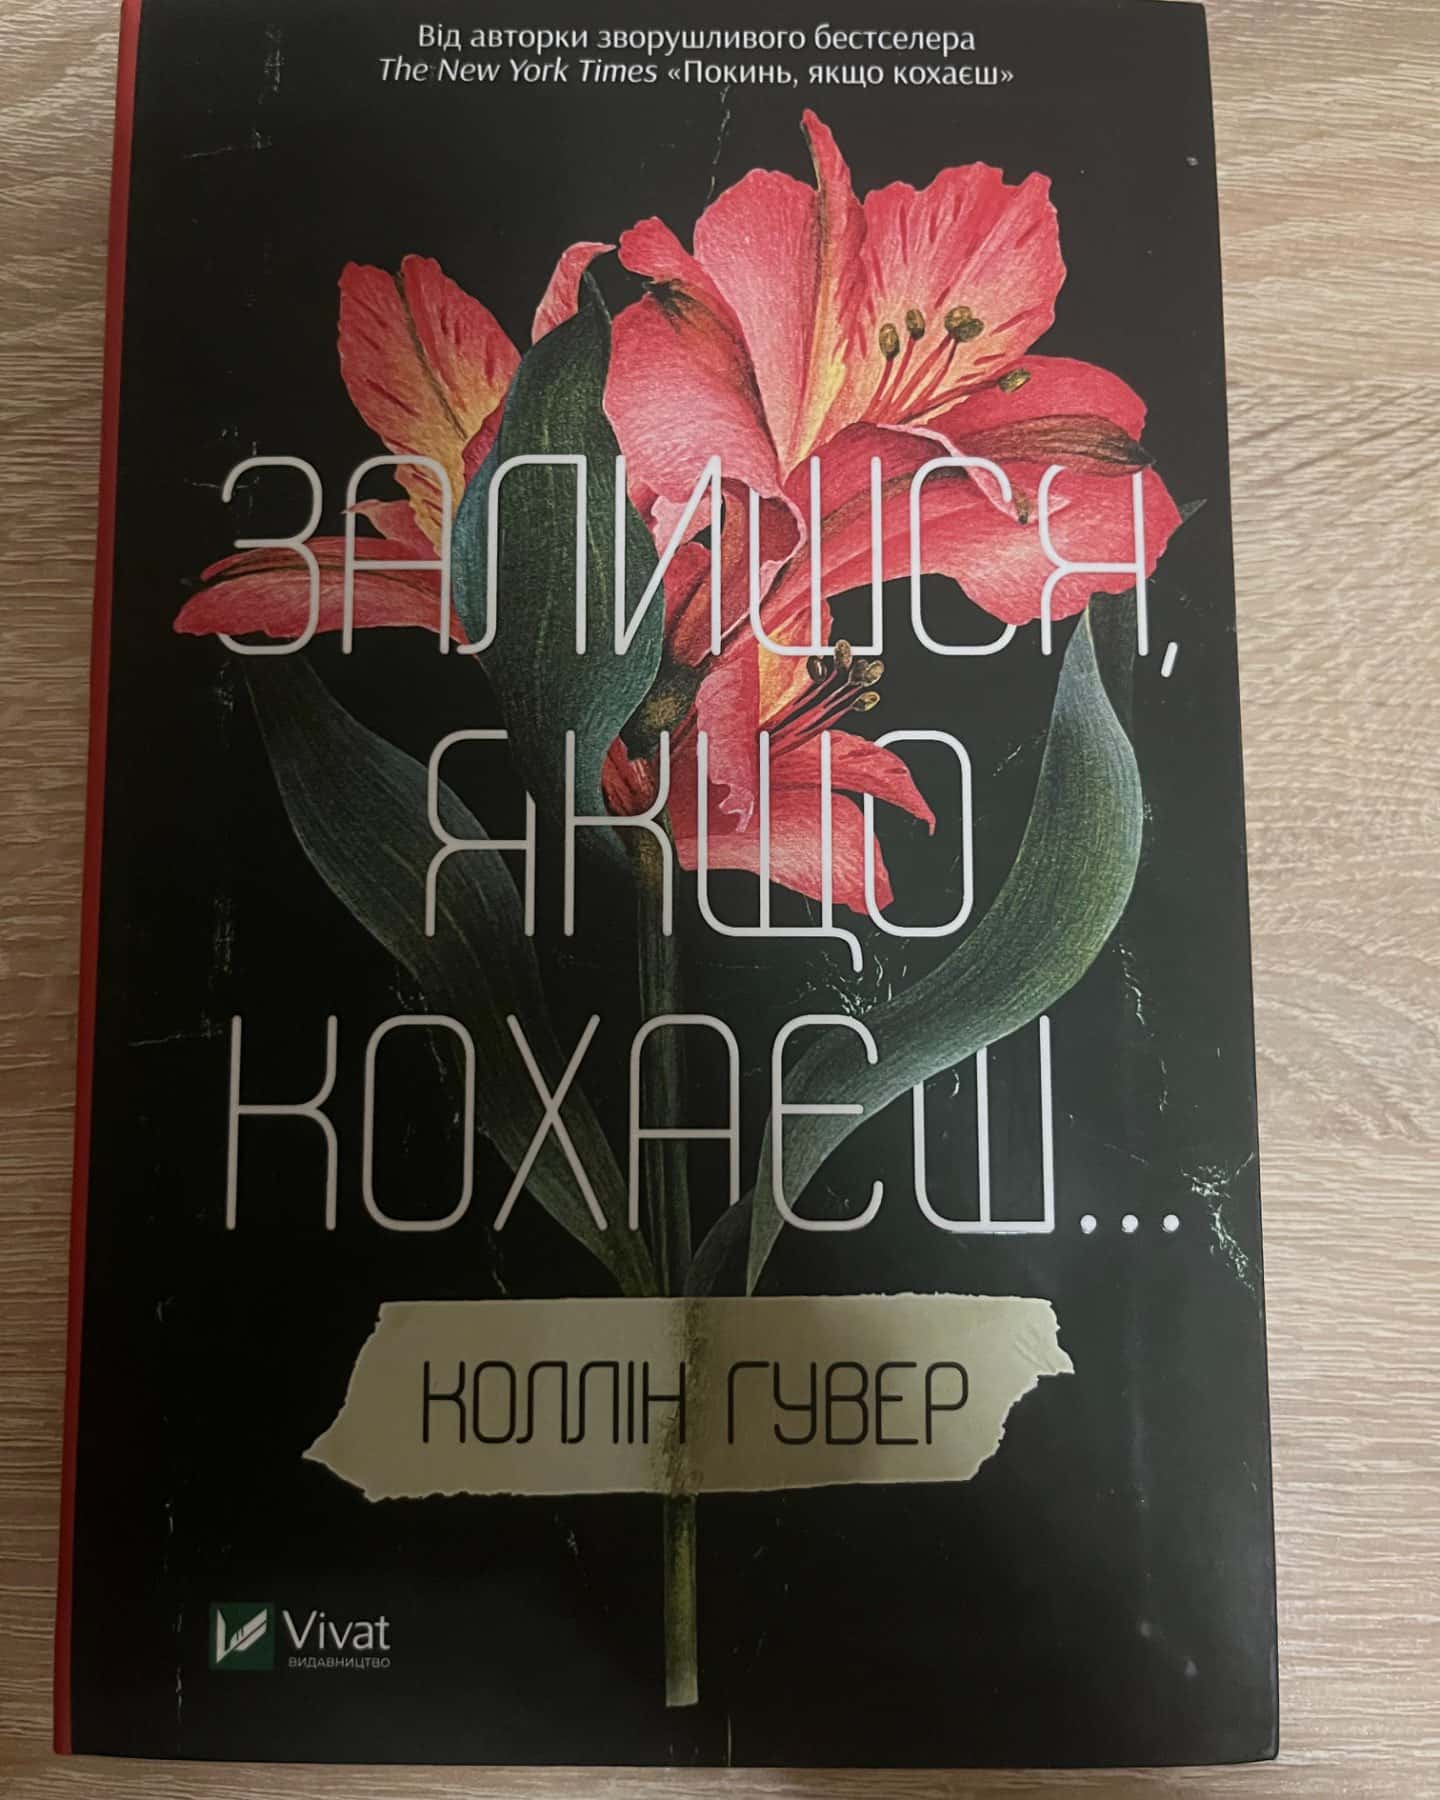 Від авторки зворушливого бестселера
The New York Times «Покинь, якщо кохаєш»
ЗАЛИШСЯ,
ЯКЩО
КОХАЄШ...
КОЛЛІН ГУВЕР
Vivat
ВИДАВНИЦТВО